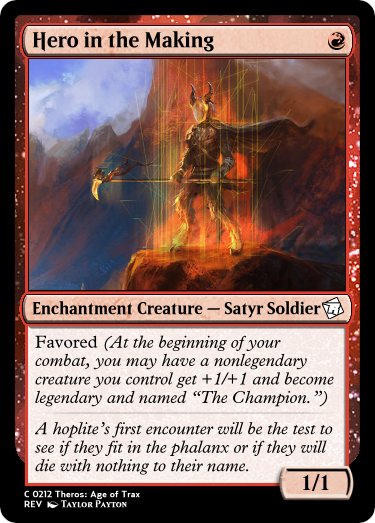 Hero in the Making
Enchantment Creature — Satyr Soldier
Favored (At the beginning of your
combat, you may have a nonlegendary
creature you control get +1/+1 and become
legendary and named “The Champion.”)
A hoplite's first encounter will be the test to
see if they fit in the phalanx or if they will
die with nothing to their name.
1/1
C 0212 Theros: Age of Trax
REV Taylor Payton